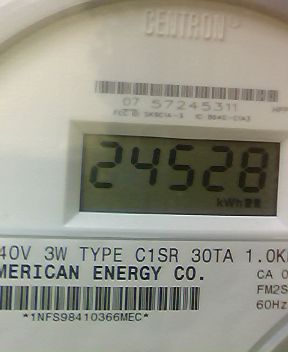 CENTRON
07 57245311
24528
kWh
40V 3W TYPE C1SR 30TA 1.0K
MERICAN ENERGY CO.
CA 0
FM2S
60Hz
*1NFS98410366MEC*